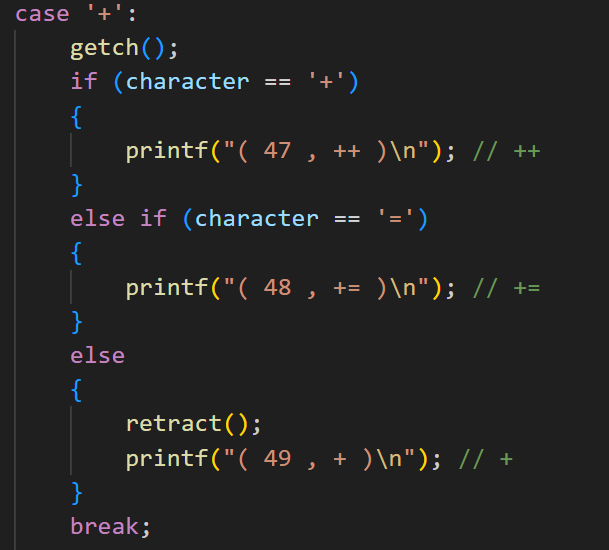 case '+':
    getch();
    if (character == '+')
    {
        printf("( 47 , ++ )\n"); // ++
    }
    else if (character == '=')
    {
        printf("( 48 , += )\n"); // +=
    }
    else
    {
        retract();
        printf("( 49 , + )\n"); // +
    }
    break;